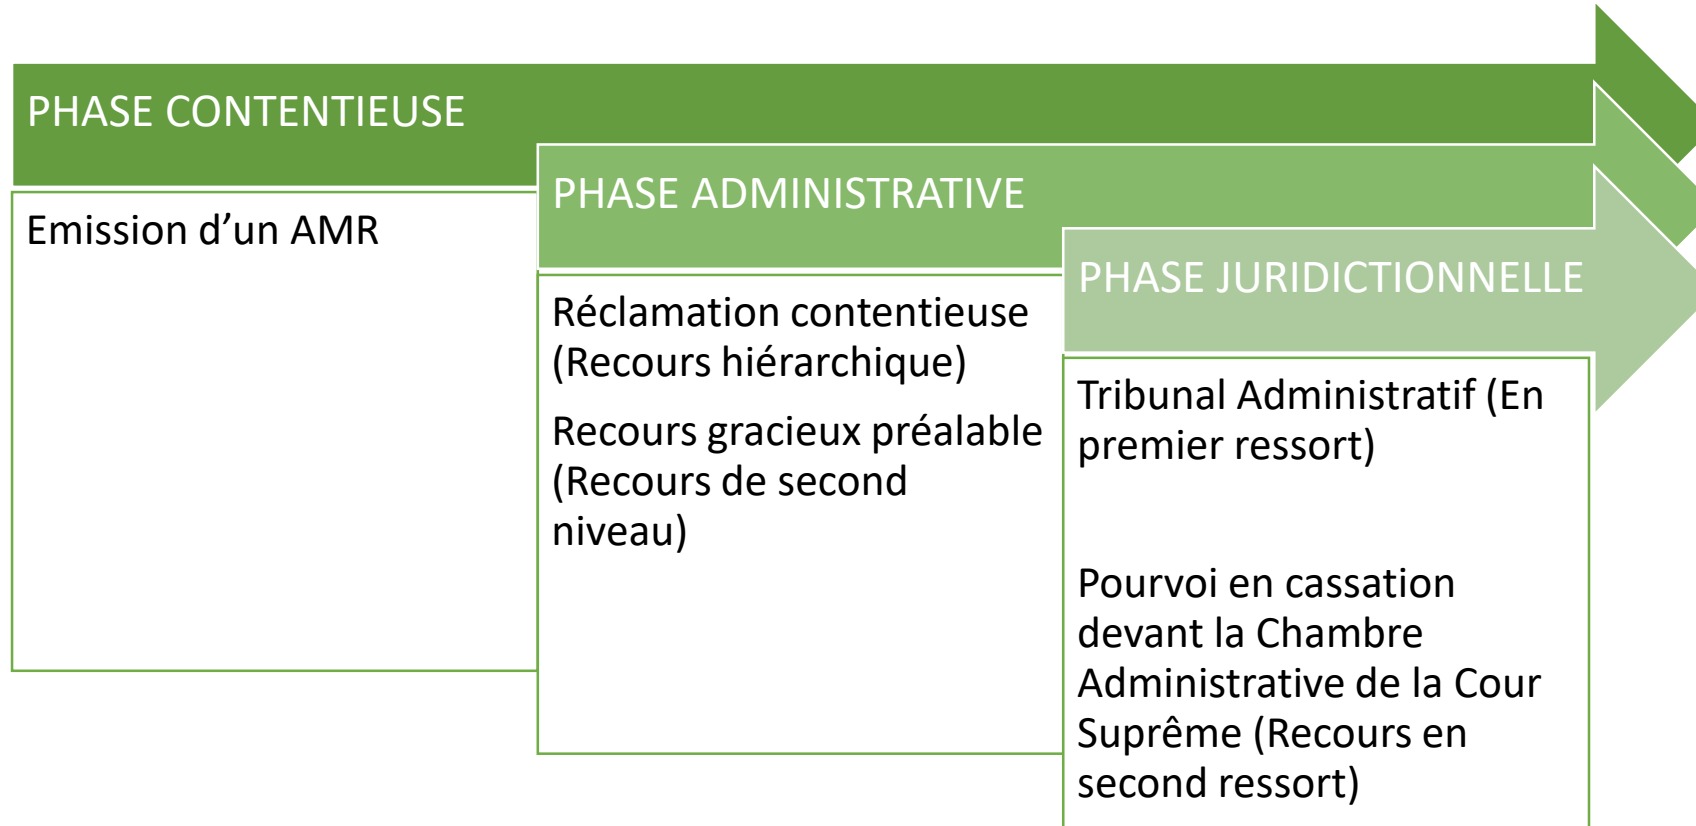 PHASE CONTENTIEUSE
Emission d’un AMR
PHASE ADMINISTRATIVE
Réclamation contentieuse
(Recours hiérarchique)
Recours gracieux préalable
(Recours de second
niveau)
PHASE JURIDICTIONNELLE
Tribunal Administratif (En
premier ressort)
Pourvoi en cassation
devant la Chambre
Administrative de la Cour
Suprême (Recours en
second ressort)